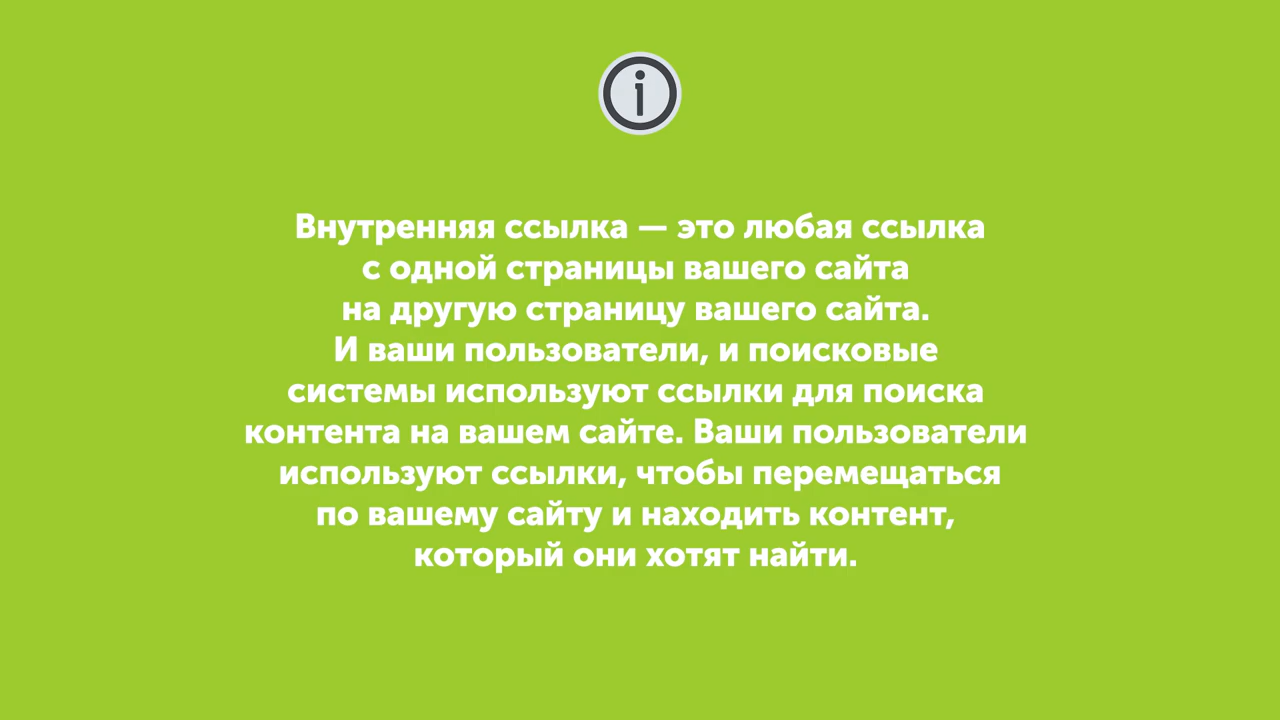 Внутренняя ссылка — это любая ссылка
с одной страницы вашего сайта
на другую страницу вашего сайта.
И ваши пользователи, и поисковые
системы используют ссылки для поиска
контента на вашем сайте. Ваши пользователи
используют ссылки, чтобы перемещаться
по вашему сайту и находить контент,
который они хотят найти.